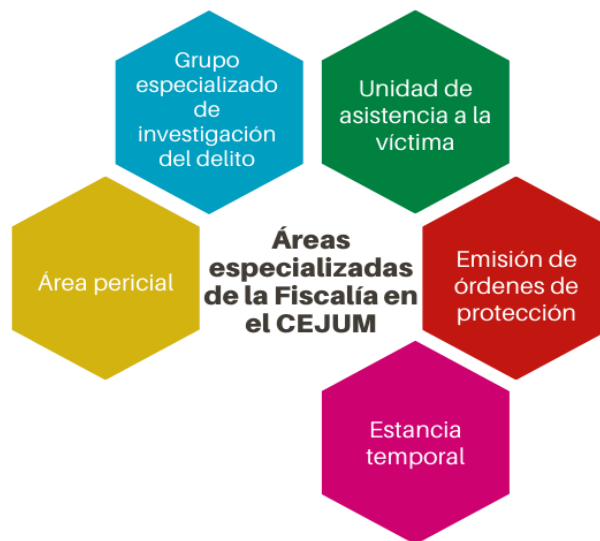 Grupo
especializado
de
investigación
del delito
Unidad de
asistencia a la
víctima
Área pericial
Áreas
especializadas
de la Fiscalía en
el CEJUM
Emisión de
órdenes de
protección
Estancia
temporal